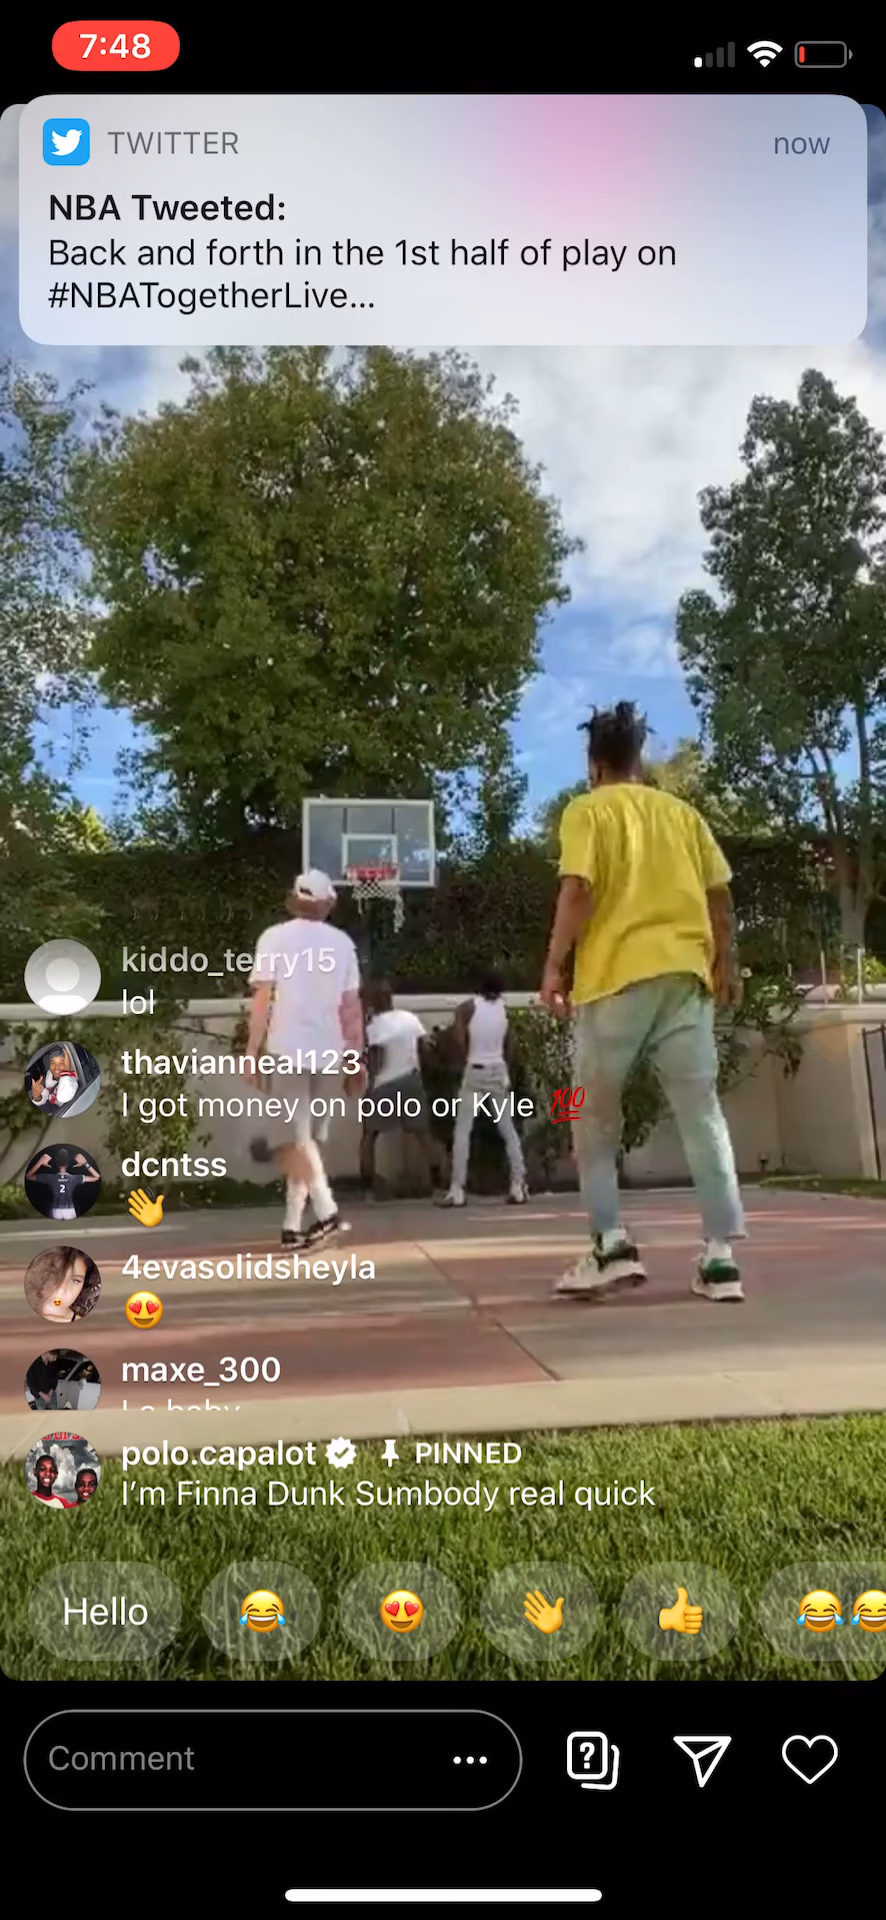 7:48
TWITTER
now
NBA Tweeted:
Back and forth in the 1st half of play on
#NBATogetherLive...
kiddo_terry15
lol
thavianneal123
I got money on polo or Kyle 💯
dcntss
👋
4evasolidsheyla
😍
maxe_300
polo.capalot PINNED
I'm Finna Dunk Sumbody real quick
Hello 😂 😍 👋 👍 😂😂
Comment ...